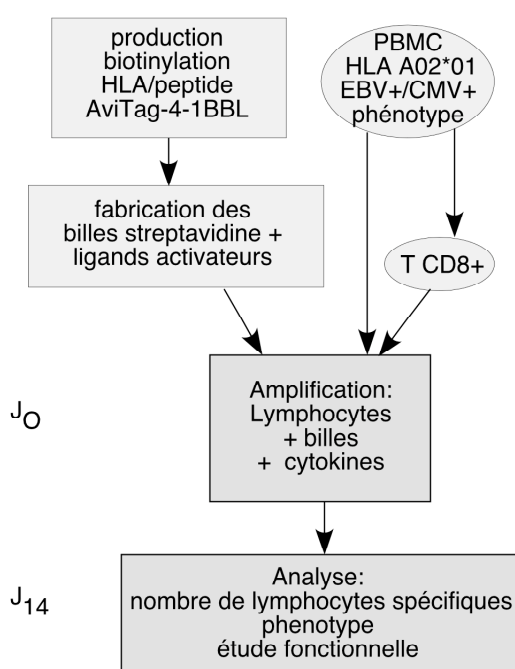 production
biotinylation
HLA/peptide
AviTag-4-1BBL
PBMC
HLA A02*01
EBV+/CMV+
phénotype
fabrication des
billes streptavidine +
ligands activateurs
T CD8+
JO
Amplification:
Lymphocytes
+ billes
+ cytokines
J14
Analyse:
nombre de lymphocytes spécifiques
phenotype
étude fonctionnelle